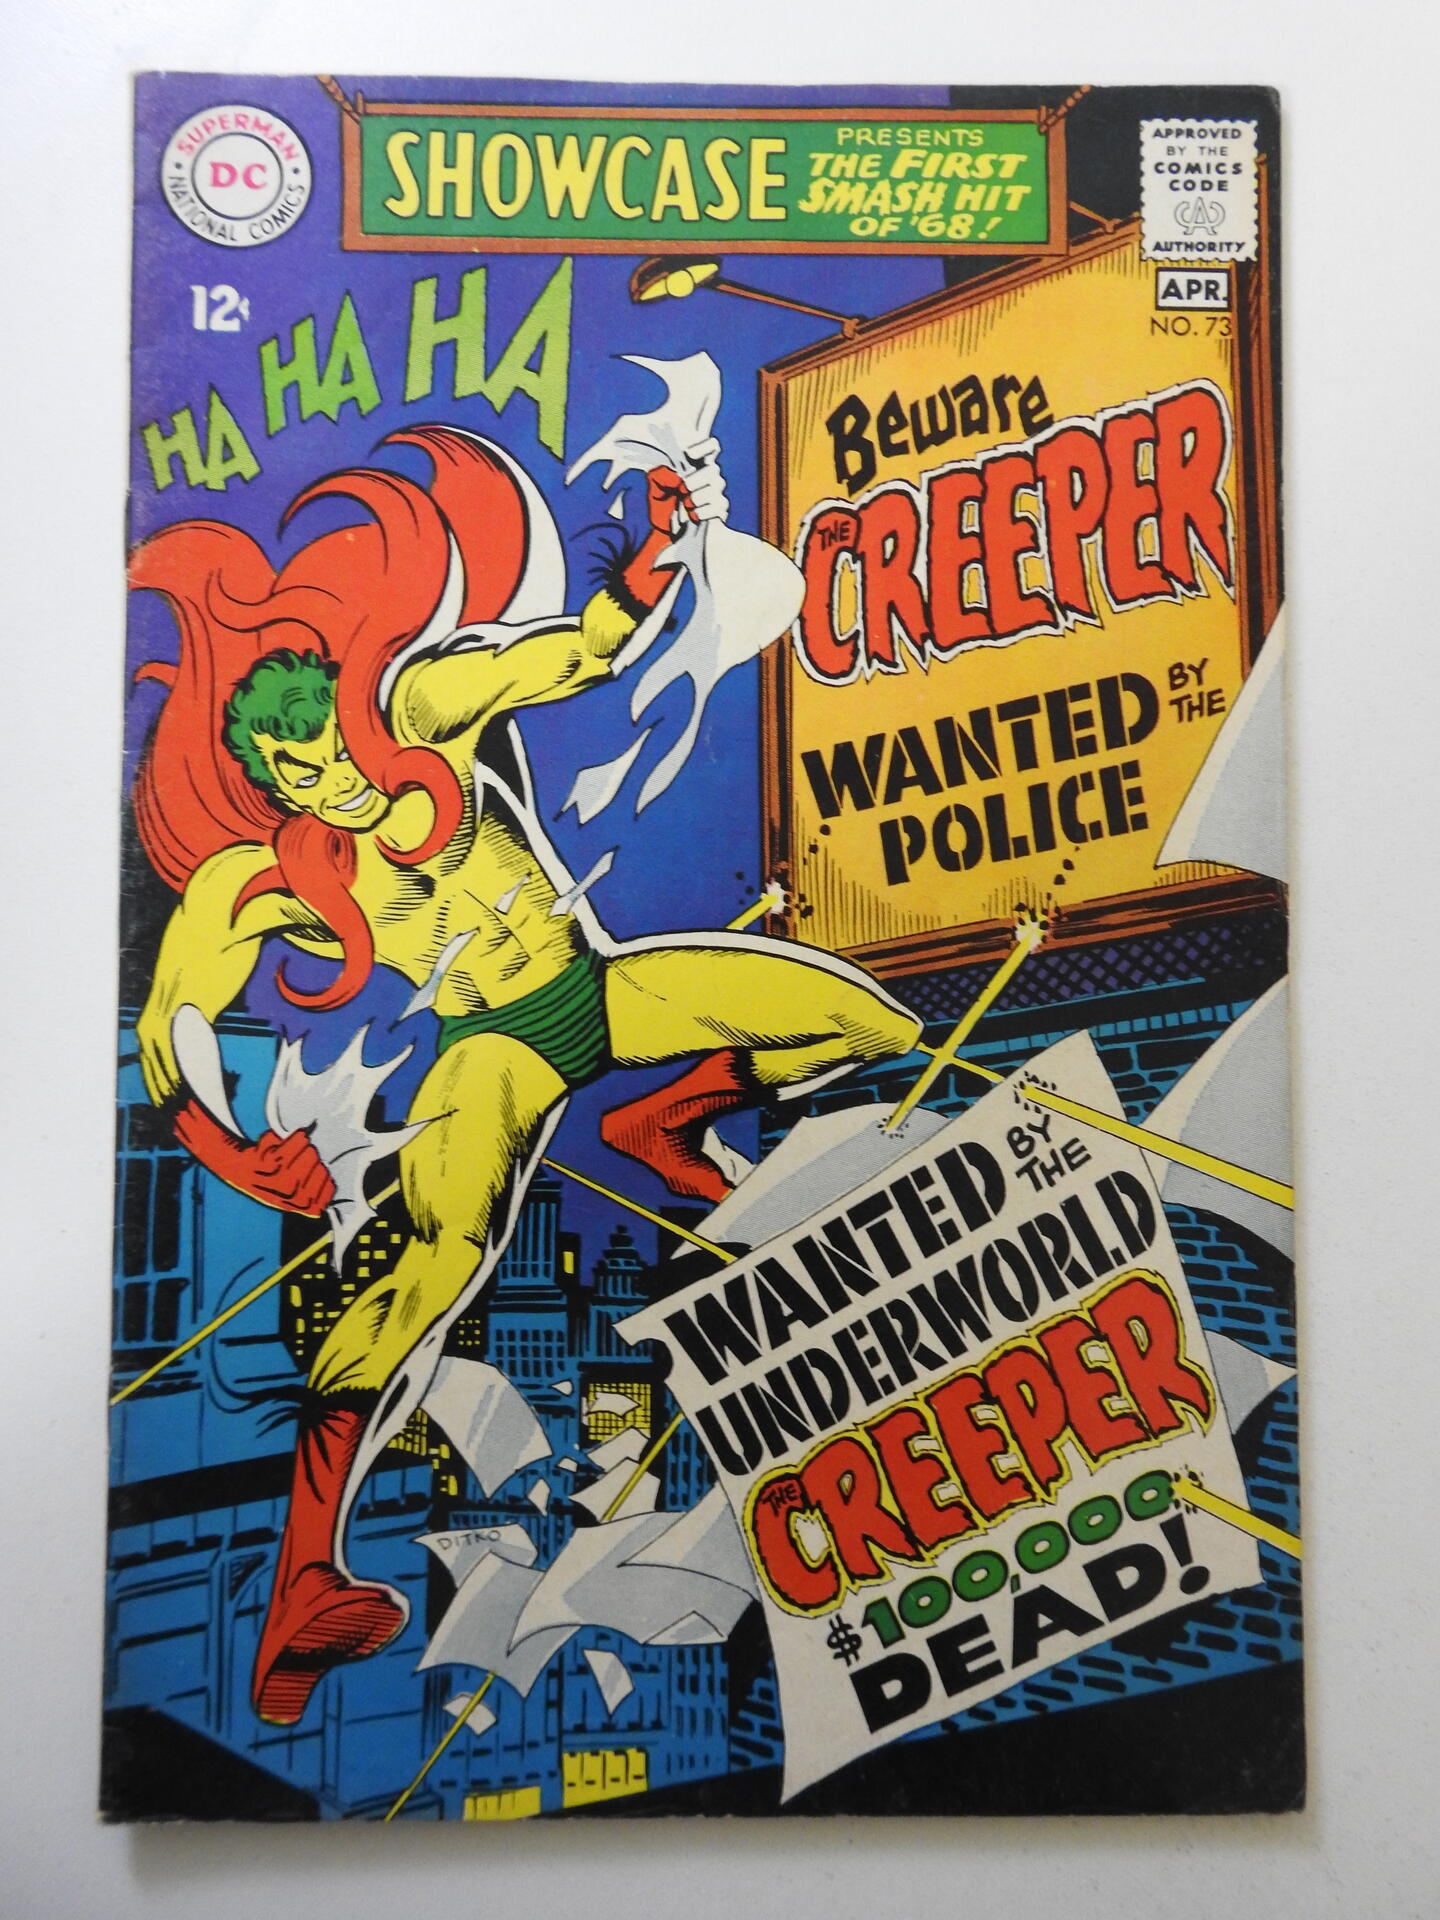 SUPERMAN
DC
NATIONAL COMICS
SHOWCASE
PRESENTS
THE FIRST
SMASH HIT
OF '68!
APPROVED
BY THE
COMICS
CODE
CA
AUTHORITY
APR.
NO. 73
12¢
HA HA HA
Beware
THE CREEPER
WANTED BY THE
POLICE
WANTED BY THE
UNDERWORLD
THE CREEPER
$100,000
DEAD!
DITKO